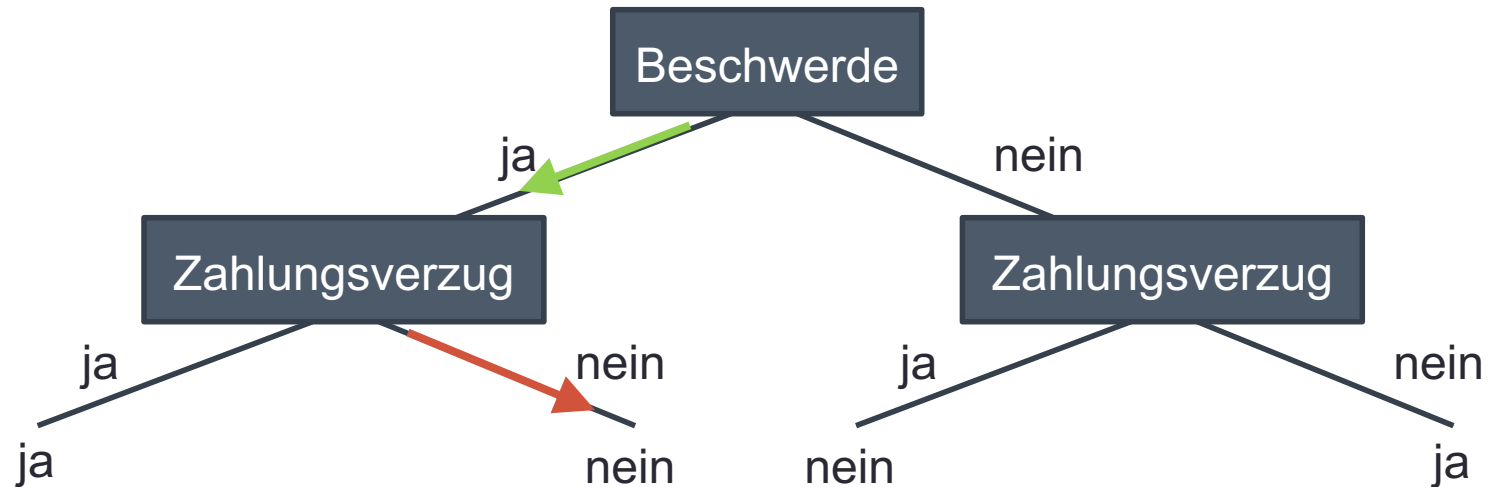 Beschwerde
ja
nein
Zahlungsverzug
Zahlungsverzug
ja
nein
ja
nein
ja
nein
nein
ja